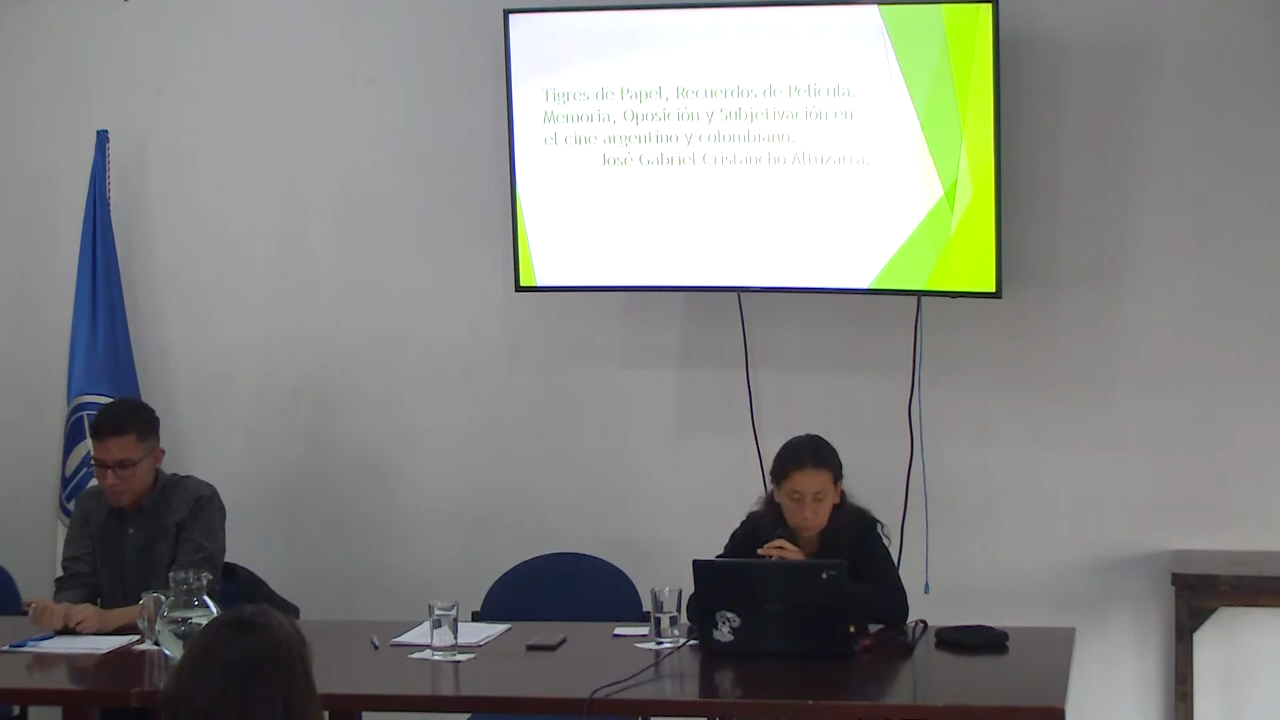 Tigres de Papel, Recuerdos de Película.
Memoria, Oposición y Subjetivación en
el cine argentino y colombiano.
José Gabriel Cristancho Altuzarra.